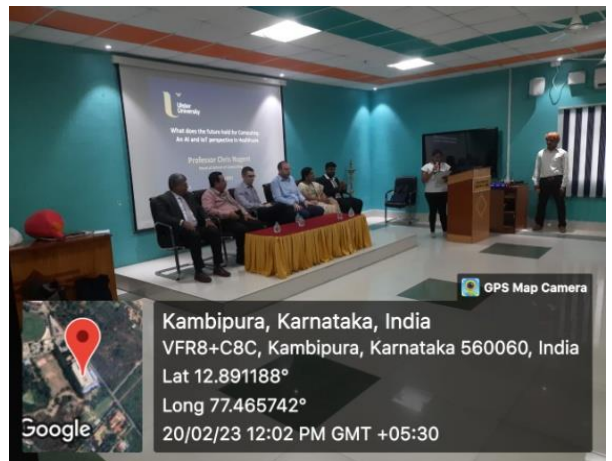 Ulster
University
What does the future hold for Computing
An AI and IoT perspective in Healthcare
Professor Chris Nugent
GPS Map Camera
Kambipura, Karnataka, India
VFR8+C8C, Kambipura, Karnataka 560060, India
Lat 12.891188°
Long 77.465742°
20/02/23 12:02 PM GMT +05:30
Google